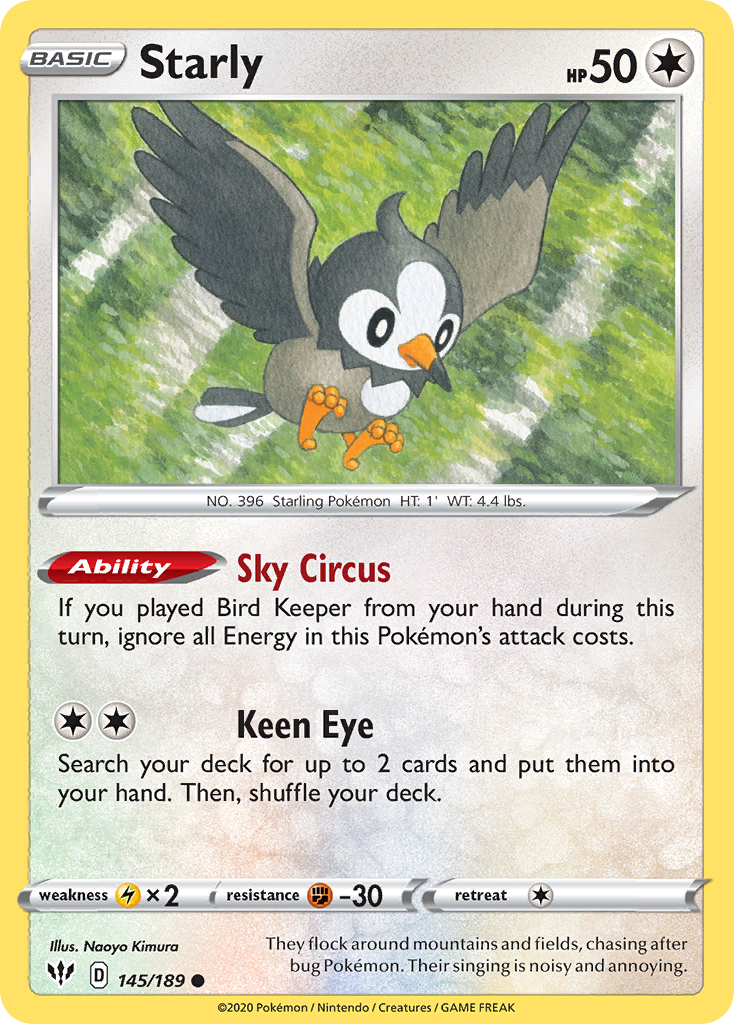 BASIC Starly HP 50
NO. 396 Starling Pokémon HT: 1' WT: 4.4 lbs.
Ability Sky Circus
If you played Bird Keeper from your hand during this
turn, ignore all Energy in this Pokémon's attack costs.
Keen Eye
Search your deck for up to 2 cards and put them into
your hand. Then, shuffle your deck.
weakness ×2 resistance -30 retreat
Illus. Naoyo Kimura
They flock around mountains and fields, chasing after
bug Pokémon. Their singing is noisy and annoying.
D 145/189
©2020 Pokémon / Nintendo / Creatures / GAME FREAK